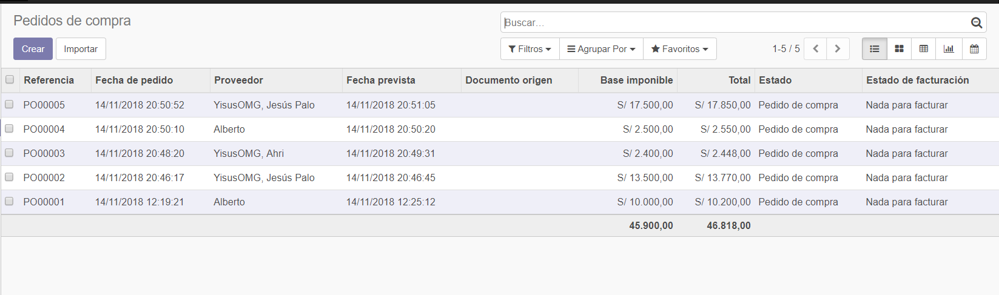 Pedidos de compra
Buscar...
Crear Importar
Filtros Agrupar Por Favoritos 1-5 / 5
Referencia Fecha de pedido Proveedor Fecha prevista Documento origen Base imponible Total Estado Estado de facturación
PO00005 14/11/2018 20:50:52 YisusOMG, Jesús Palo 14/11/2018 20:51:05 S/ 17.500,00 S/ 17.850,00 Pedido de compra Nada para facturar
PO00004 14/11/2018 20:50:10 Alberto 14/11/2018 20:50:20 S/ 2.500,00 S/ 2.550,00 Pedido de compra Nada para facturar
PO00003 14/11/2018 20:48:20 YisusOMG, Ahri 14/11/2018 20:49:31 S/ 2.400,00 S/ 2.448,00 Pedido de compra Nada para facturar
PO00002 14/11/2018 20:46:17 YisusOMG, Jesús Palo 14/11/2018 20:46:45 S/ 13.500,00 S/ 13.770,00 Pedido de compra Nada para facturar
PO00001 14/11/2018 12:19:21 Alberto 14/11/2018 12:25:12 S/ 10.000,00 S/ 10.200,00 Pedido de compra Nada para facturar
45.900,00 46.818,00